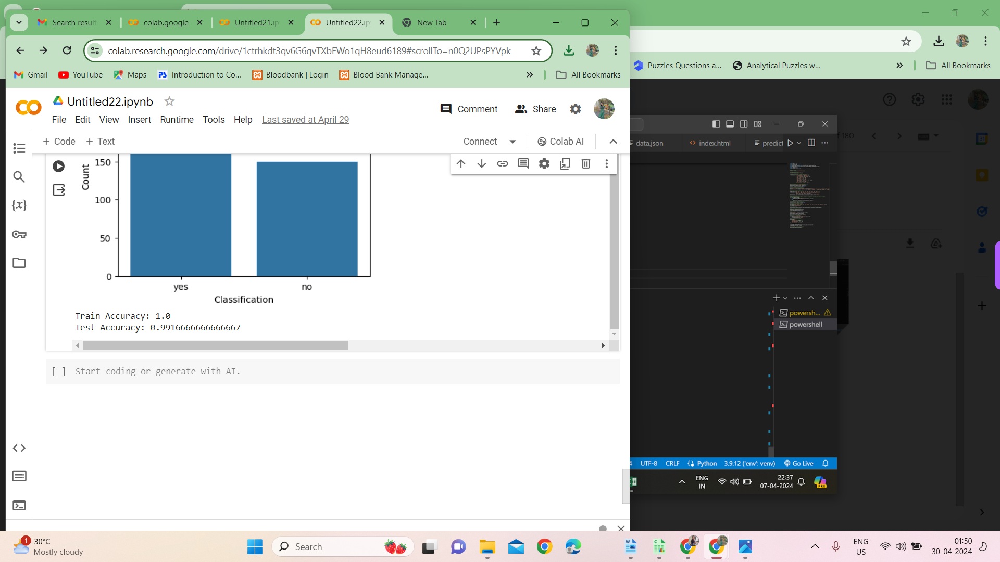 Search result
colab.google
Untitled21.ip
Untitled22.ip
New Tab
colab.research.google.com/drive/1ctrhkdt3qv6G6qvTXbEWo1qH8eud6189#scrollTo=n0Q2UPsPYVpk
Gmail
YouTube
Maps
Introduction to Co...
Bloodbank | Login
Blood Bank Manage...
»
All Bookmarks
Puzzles Questions a...
Analytical Puzzles w...
»
All Bookmarks
Untitled22.ipynb
Comment
Share
File Edit View Insert Runtime Tools Help Last saved at April 29
+ Code + Text
Connect
Colab AI
data.json
index.html
predict
f 180
150
100
50
0
Count
yes
no
Classification
Train Accuracy: 1.0
Test Accuracy: 0.9916666666666667
[ ] Start coding or generate with AI.
powersh...
powershell
4 UTF-8 CRLF Python 3.9.12 ('env': venv) Go Live
ENG
IN
22:37
07-04-2024
PRE
1
30°C
Mostly cloudy
Search
ENG
US
01:50
30-04-2024